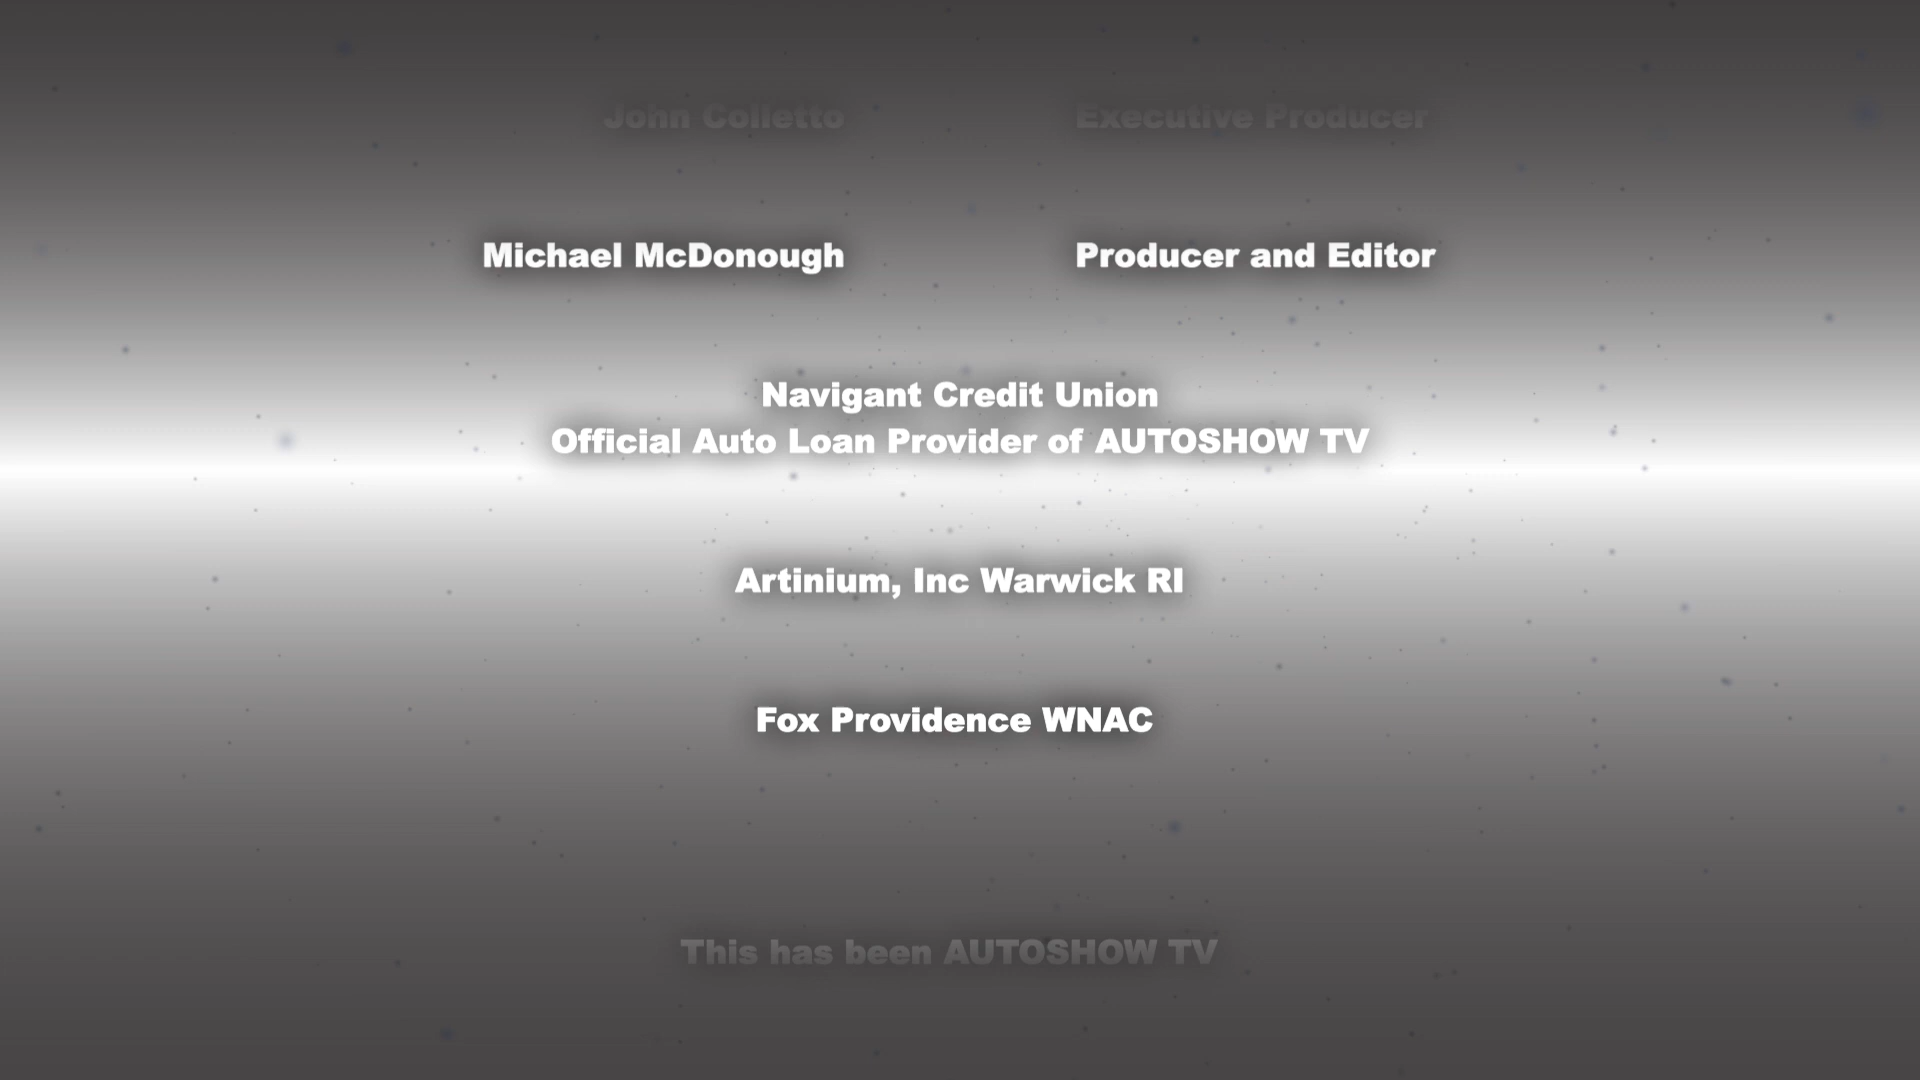 John Colletto Executive Producer
Michael McDonough Producer and Editor
Navigant Credit Union
Official Auto Loan Provider of AUTOSHOW TV
Artinium, Inc Warwick RI
Fox Providence WNAC
This has been AUTOSHOW TV